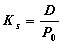 K_s = D / P_0